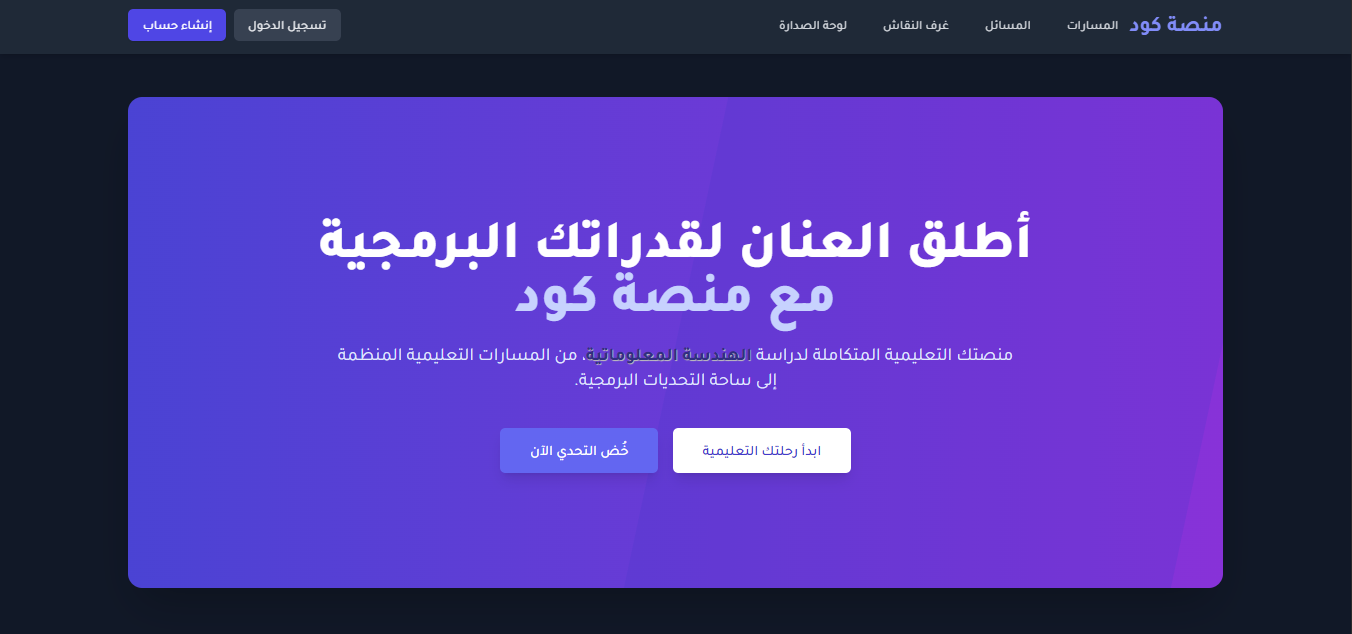 منصة كود
المسارات
المسائل
غرف النقاش
لوحة الصدارة
تسجيل الدخول
إنشاء حساب
أطلق العنان لقدراتك البرمجية
مع منصة كود
منصتك التعليمية المتكاملة لدراسة الهندسة المعلوماتية، من المسارات التعليمية المنظمة
إلى ساحة التحديات البرمجية.
ابدأ رحلتك التعليمية
خُض التحدي الآن